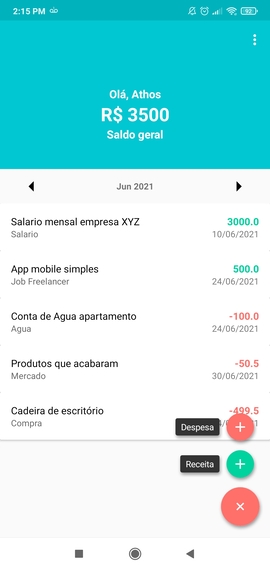 2:15 PM
92
Olá, Athos
R$ 3500
Saldo geral
Jun 2021
Salario mensal empresa XYZ 3000.0
Salario 10/06/2021
App mobile simples 500.0
Job Freelancer 24/06/2021
Conta de Agua apartamento -100.0
Agua 24/06/2021
Produtos que acabaram -50.5
Mercado 30/06/2021
Cadeira de escritório -499.5
Compra
Despesa
Receita